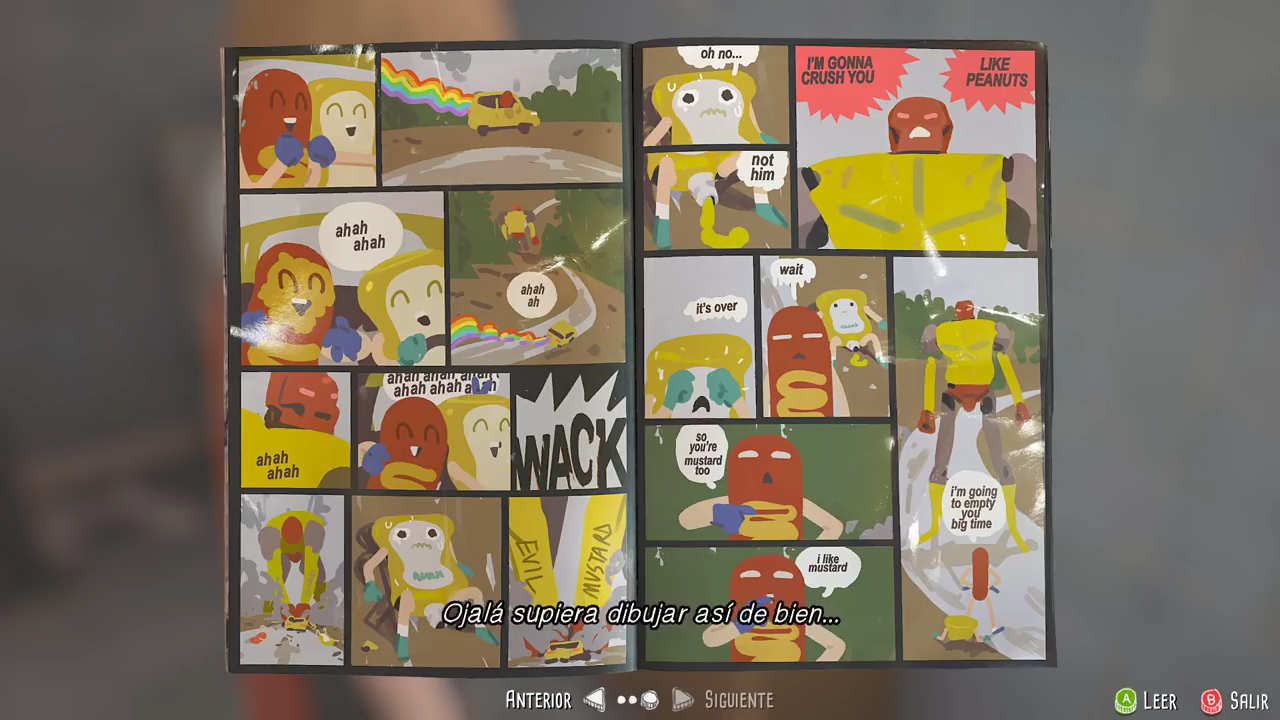 ahah
ahah
ahah
ah
ahah
ahah
ahah ahah ahah
ahah ahah ahah
WACK
EVIL
MUSTARD
oh no...
not
him
I'M GONNA
CRUSH YOU
LIKE
PEANUTS
it's over
wait
so
you're
mustard
too
i like
mustard
i'm going
to empty
you
big time
Ojalá supiera dibujar así de bien...
ANTERIOR
SIGUIENTE
A LEER
B SALIR